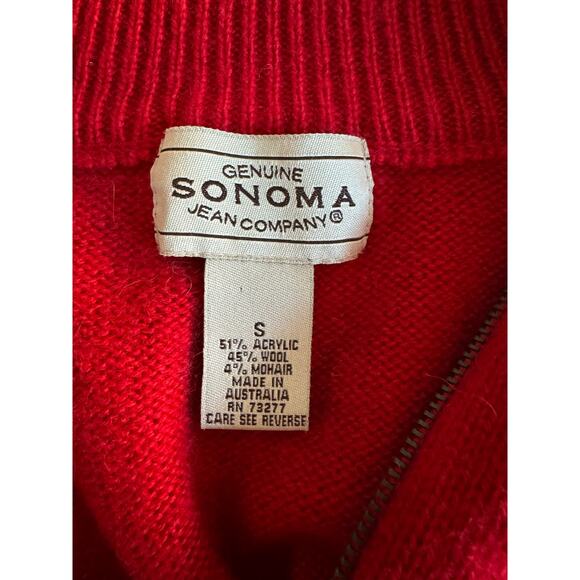 GENUINE
SONOMA
JEAN COMPANY®
S
51% ACRYLIC
45% WOOL
4% MOHAIR
MADE IN
AUSTRALIA
RN 73277
CARE SEE REVERSE